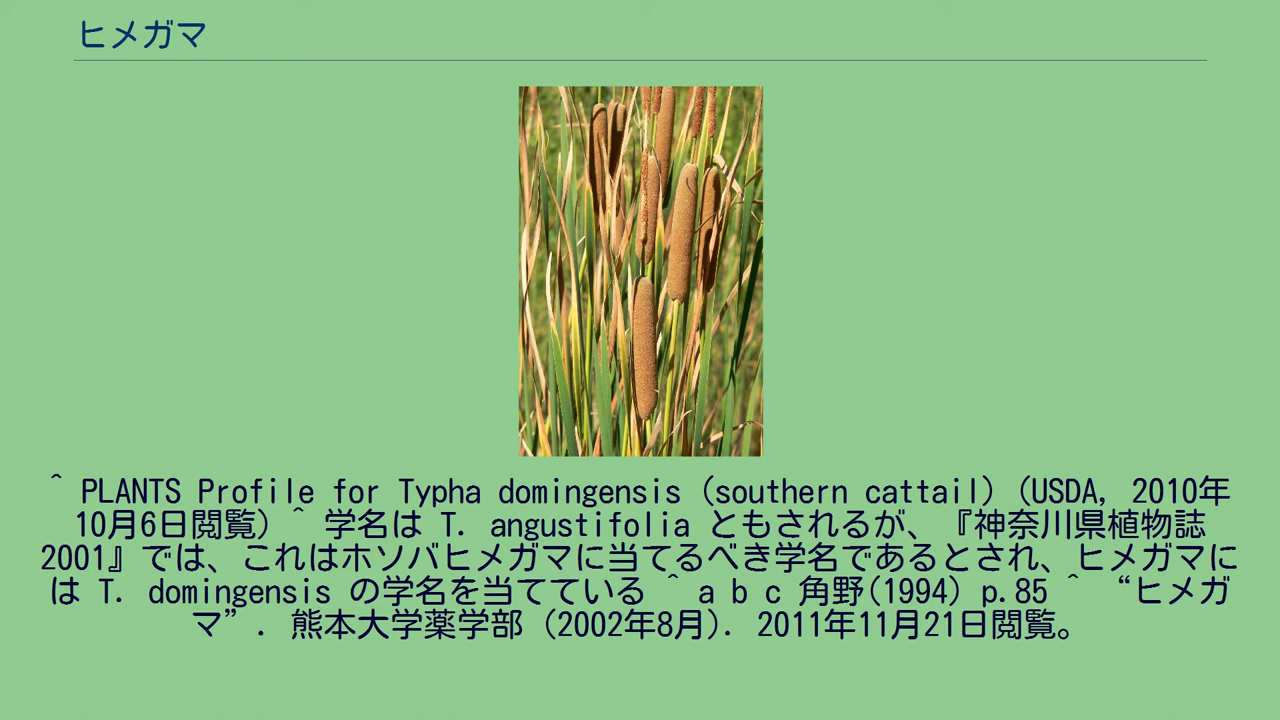 ヒメガマ
^ PLANTS Profile for Typha domingensis (southern cattail) (USDA, 2010年
10月6日閲覧) ^ 学名は T. angustifolia ともされるが、『神奈川県植物誌
2001』では、これはホソバヒメガマに当てるべき学名であるとされ、ヒメガマに
は T. domingensis の学名を当てている ^ a b c 角野(1994) p.85 ^ “ヒメガ
マ”. 熊本大学薬学部 (2002年8月). 2011年11月21日閲覧。